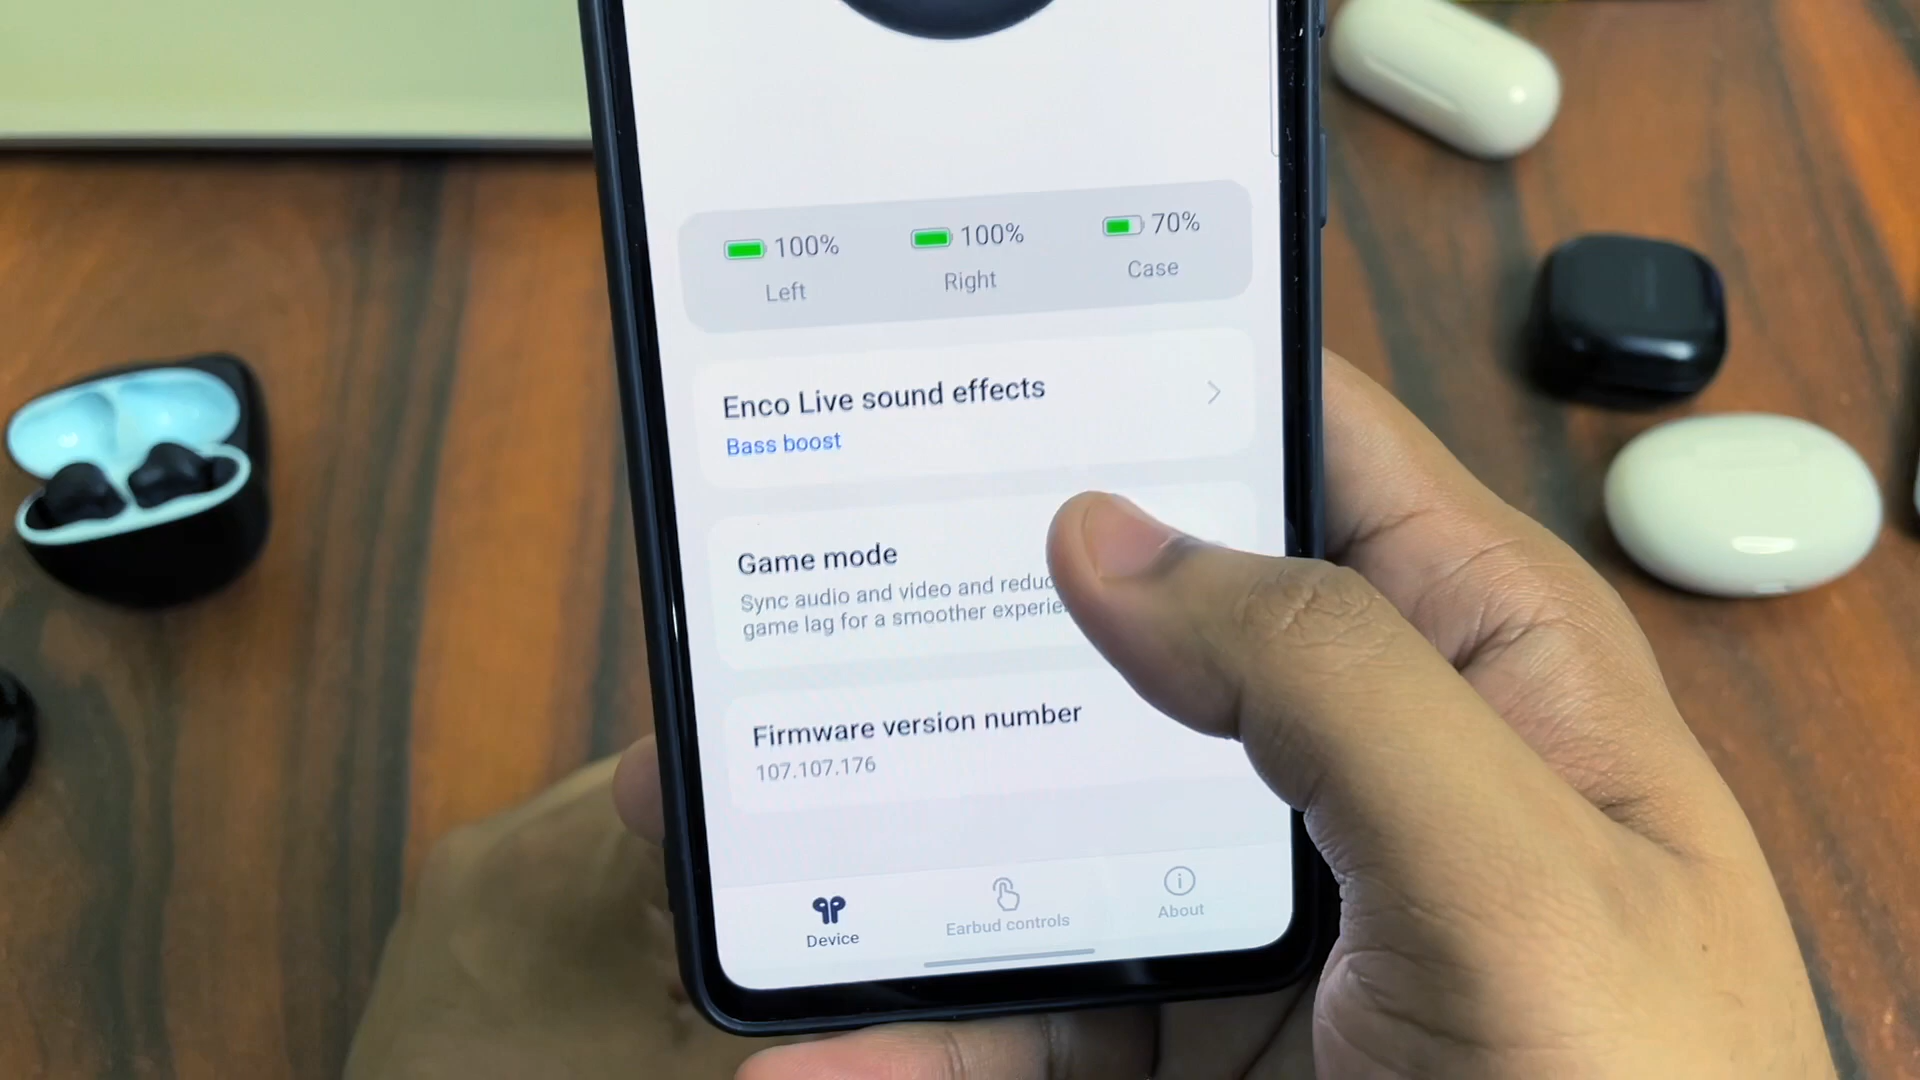 100% 100% 70%
Left Right Case
Enco Live sound effects
Bass boost
Game mode
Sync audio and video and reduc
game lag for a smoother experie
Firmware version number
107.107.176
Device Earbud controls About